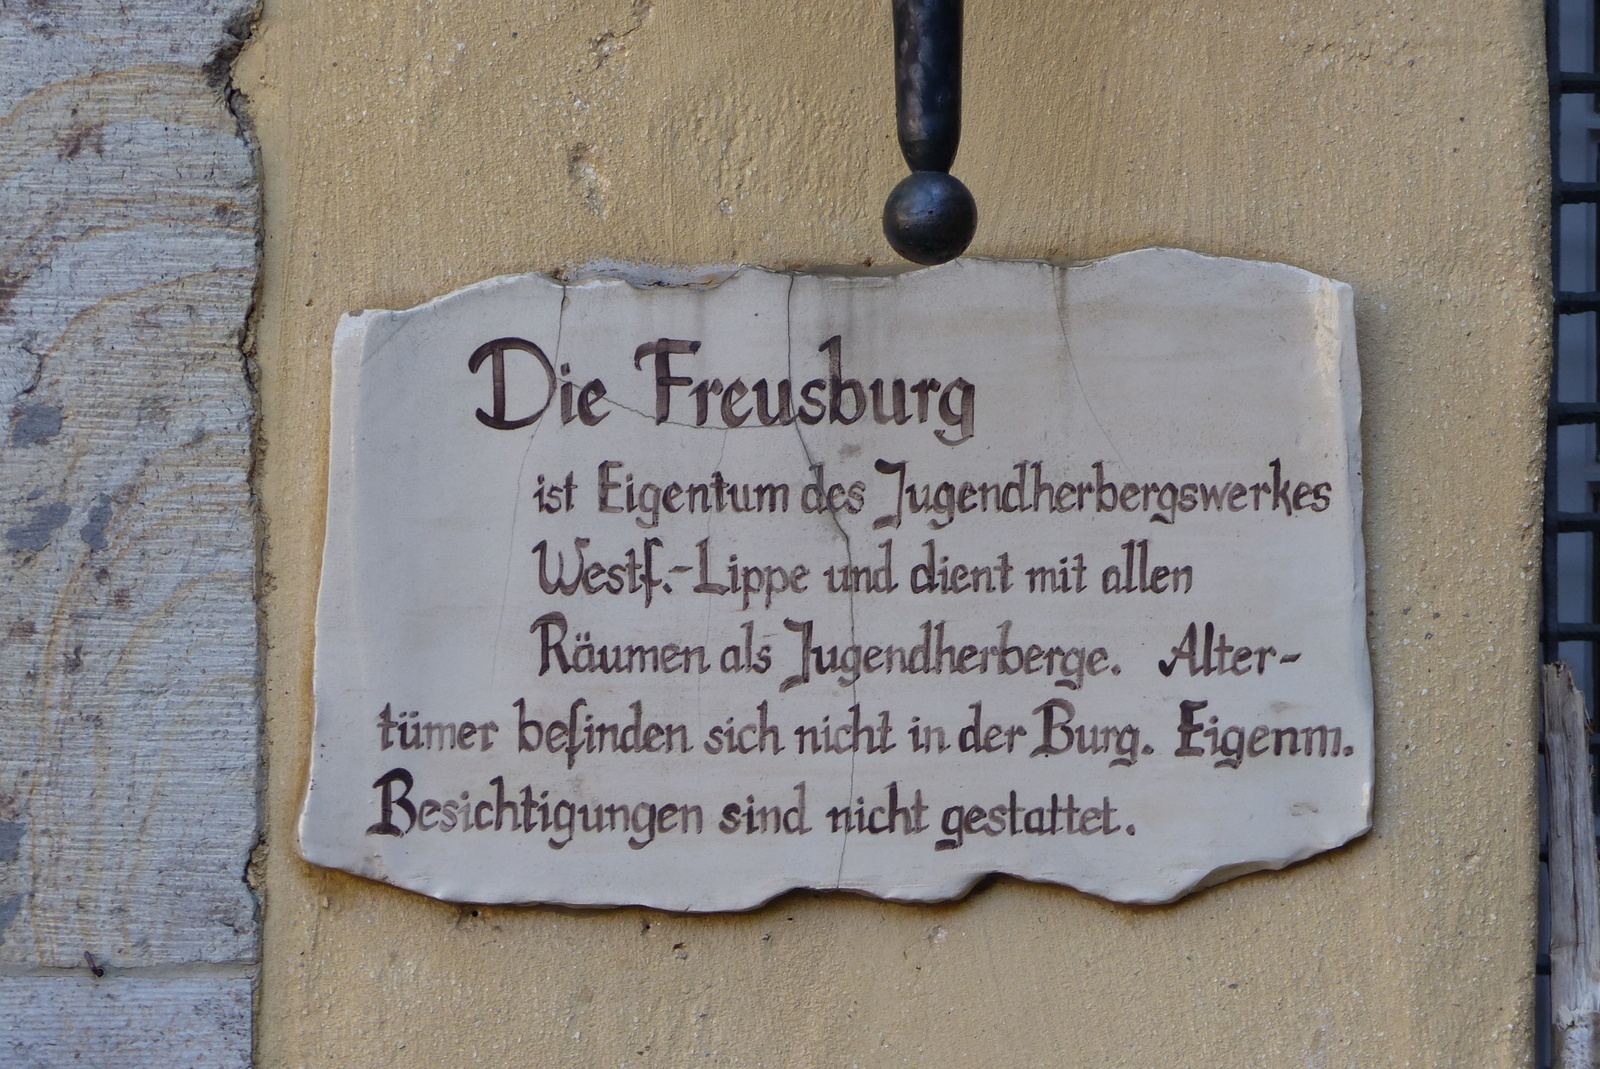 Die Freusburg
ist Eigentum des Jugendherbergswerkes
Westf.-Lippe und dient mit allen
Räumen als Jugendherberge. Alter-
tümer befinden sich nicht in der Burg. Eigenm.
Besichtigungen sind nicht gestattet.